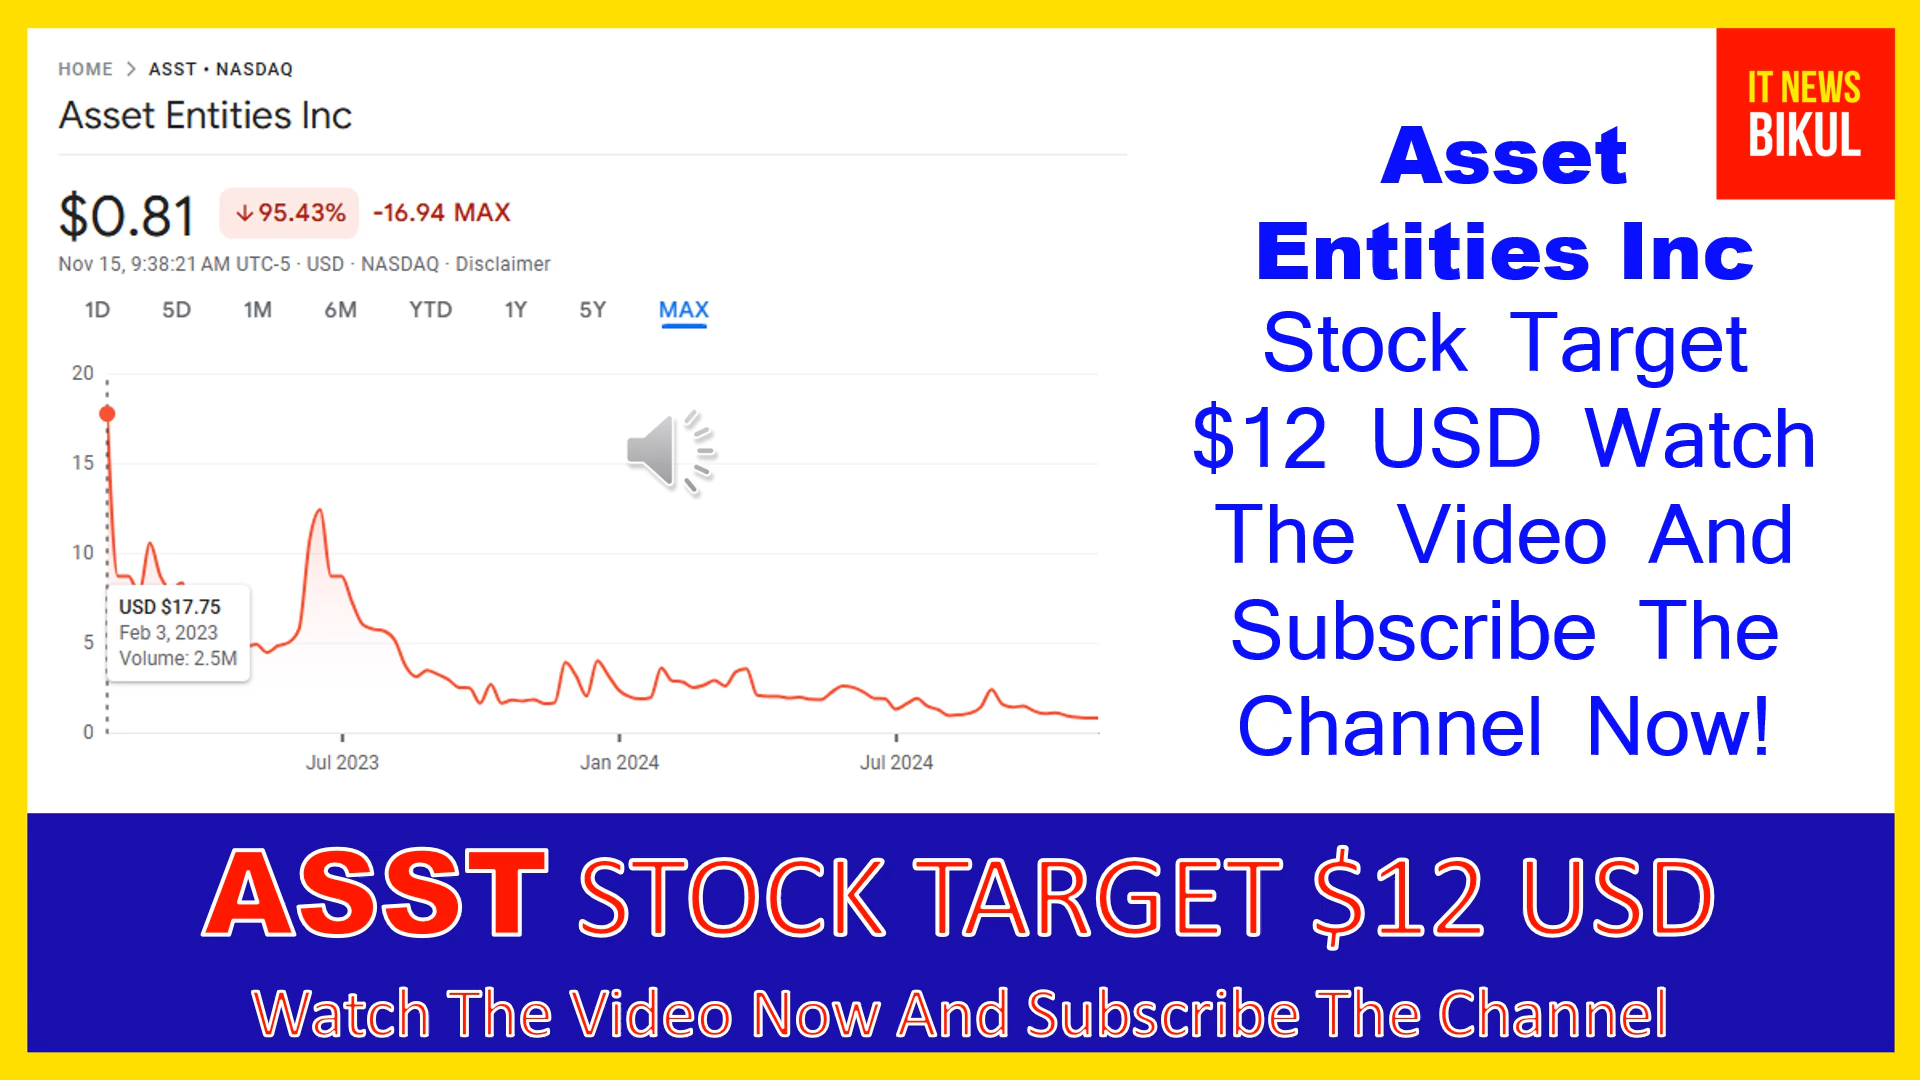 HOME > ASST • NASDAQ
Asset Entities Inc
$0.81 ↓95.43% -16.94 MAX
Nov 15, 9:38:21 AM UTC-5 · USD · NASDAQ · Disclaimer
1D 5D 1M 6M YTD 1Y 5Y MAX
20
15
10
5
0
USD $17.75
Feb 3, 2023
Volume: 2.5M
Jul 2023 Jan 2024 Jul 2024
IT NEWS
BIKUL
Asset
Entities Inc
Stock Target
$12 USD Watch
The Video And
Subscribe The
Channel Now!
ASST STOCK TARGET $12 USD
Watch The Video Now And Subscribe The Channel